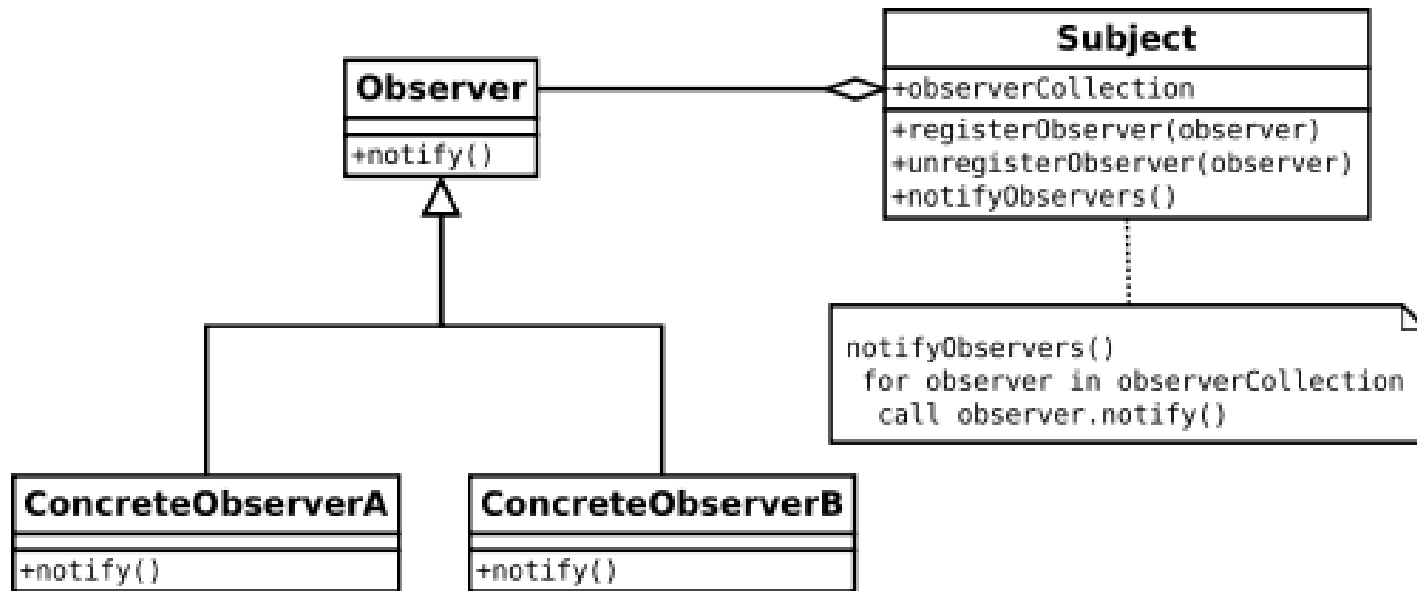 Observer
+notify()
Subject
+observerCollection
+registerObserver(observer)
+unregisterObserver(observer)
+notifyObservers()
notifyObservers()
for observer in observerCollection
call observer.notify()
ConcreteObserverA
+notify()
ConcreteObserverB
+notify()